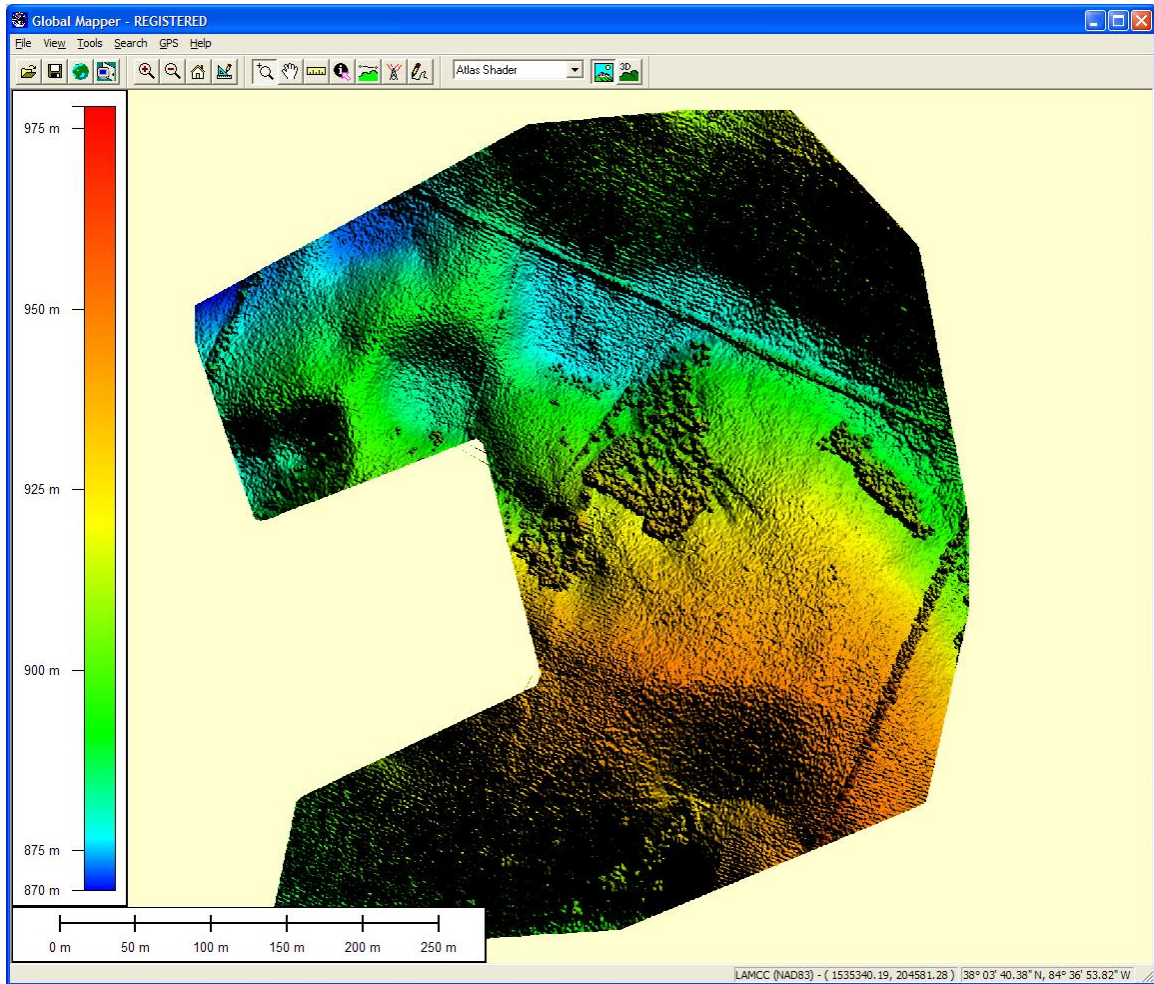 Global Mapper - REGISTERED
File View Tools Search GPS Help
Atlas Shader
3D
975 m
950 m
925 m
900 m
875 m
870 m
0 m 50 m 100 m 150 m 200 m 250 m
LAMCC (NAD83) - ( 1535340.19, 204581.28 ) 38° 03' 40.38" N, 84° 36' 53.82" W